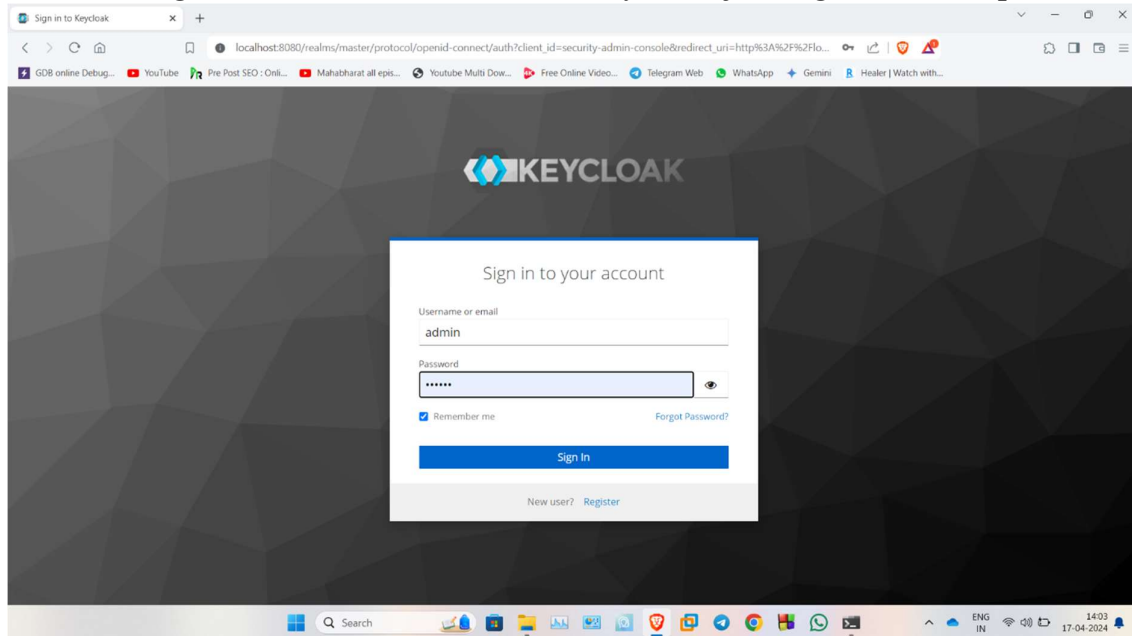 Sign in to Keycloak
localhost:8080/realms/master/protocol/openid-connect/auth?client_id=security-admin-console&redirect_uri=http%3A%2F%2Flo...
GDB online Debug... YouTube Pre Post SEO : Onli... Mahabharat all epis... Youtube Multi Dow... Free Online Video... Telegram Web WhatsApp Gemini Healer | Watch with...
KEYCLOAK
Sign in to your account
Username or email
admin
Password
••••••
Remember me Forgot Password?
Sign In
New user? Register
Search ENG 14:03
IN 17-04-2024